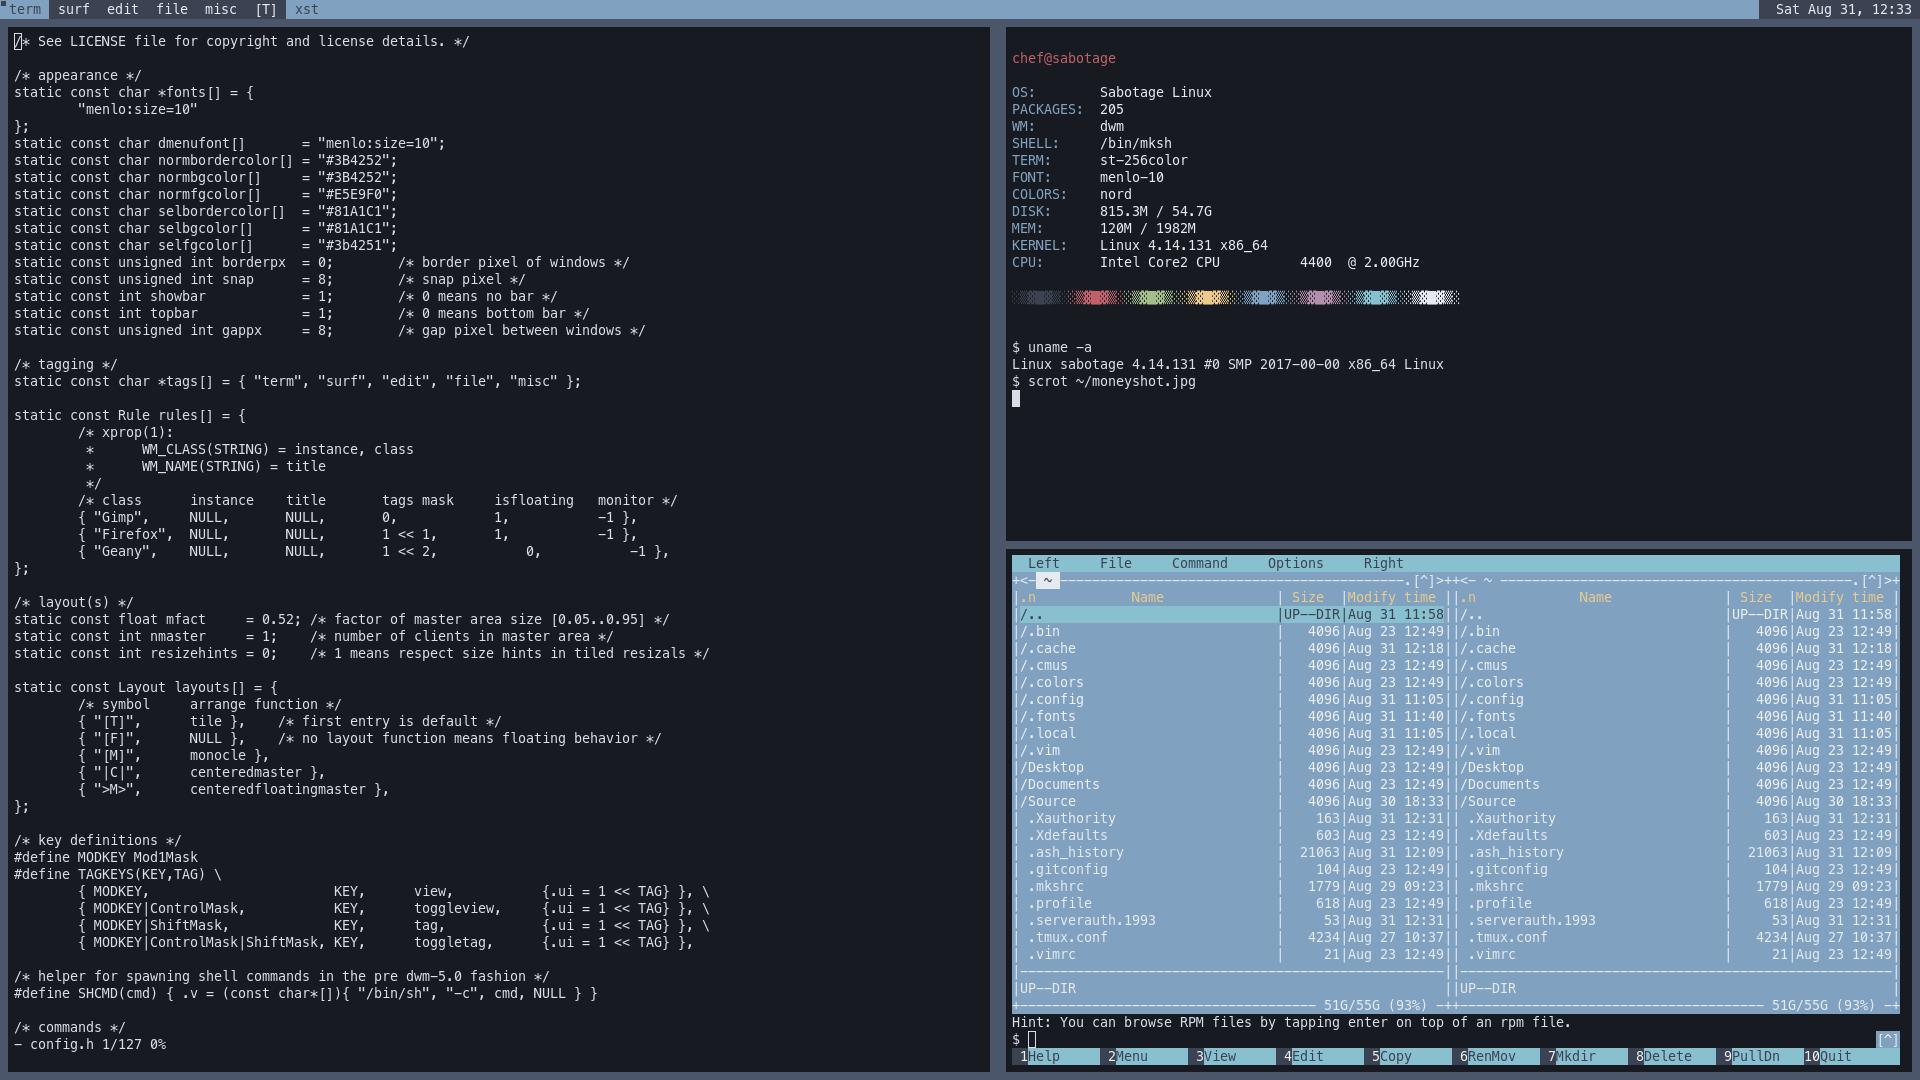 term surf edit file misc [T] xst Sat Aug 31, 12:33
/* See LICENSE file for copyright and license details. */
/* appearance */
static const char *fonts[] = {
"menlo:size=10"
};
static const char dmenufont[] = "menlo:size=10";
static const char normbordercolor[] = "#3B4252";
static const char normbgcolor[] = "#3B4252";
static const char normfgcolor[] = "#E5E9F0";
static const char selbordercolor[] = "#81A1C1";
static const char selbgcolor[] = "#81A1C1";
static const char selfgcolor[] = "#3b4251";
static const unsigned int borderpx = 0; /* border pixel of windows */
static const unsigned int snap = 8; /* snap pixel */
static const int showbar = 1; /* 0 means no bar */
static const int topbar = 1; /* 0 means bottom bar */
static const unsigned int gappx = 8; /* gap pixel between windows */
/* tagging */
static const char *tags[] = { "term", "surf", "edit", "file", "misc" };
static const Rule rules[] = {
/* xprop(1):
* WM_CLASS(STRING) = instance, class
* WM_NAME(STRING) = title
*/
/* class instance title tags mask isfloating monitor */
{ "Gimp", NULL, NULL, 0, 1, -1 },
{ "Firefox", NULL, NULL, 1 << 1, 1, -1 },
{ "Geany", NULL, NULL, 1 << 2, 0, -1 },
};
/* layout(s) */
static const float mfact = 0.52; /* factor of master area size [0.05..0.95] */
static const int nmaster = 1; /* number of clients in master area */
static const int resizehints = 0; /* 1 means respect size hints in tiled resizals */
static const Layout layouts[] = {
/* symbol arrange function */
{ "[T]", tile }, /* first entry is default */
{ "[F]", NULL }, /* no layout function means floating behavior */
{ "[M]", monocle },
{ "|C|", centeredmaster },
{ ">M>", centeredfloatingmaster },
};
/* key definitions */
#define MODKEY Mod1Mask
#define TAGKEYS(KEY,TAG) \
{ MODKEY, KEY, view, {.ui = 1 << TAG} }, \
{ MODKEY|ControlMask, KEY, toggleview, {.ui = 1 << TAG} }, \
{ MODKEY|ShiftMask, KEY, tag, {.ui = 1 << TAG} }, \
{ MODKEY|ControlMask|ShiftMask, KEY, toggletag, {.ui = 1 << TAG} },
/* helper for spawning shell commands in the pre dwm-5.0 fashion */
#define SHCMD(cmd) { .v = (const char*[]){ "/bin/sh", "-c", cmd, NULL } }
/* commands */
- config.h 1/127 0%
chef@sabotage
OS: Sabotage Linux
PACKAGES: 205
WM: dwm
SHELL: /bin/mksh
TERM: st-256color
FONT: menlo-10
COLORS: nord
DISK: 815.3M / 54.7G
MEM: 120M / 1982M
KERNEL: Linux 4.14.131 x86_64
CPU: Intel Core2 CPU 4400 @ 2.00GHz
$ uname -a
Linux sabotage 4.14.131 #0 SMP 2017-00-00 x86_64 Linux
$ scrot ~/moneyshot.jpg
Left File Command Options Right
+<- ~ ---.[^]>++<- ~ ---.[^]>+
|.n Name | Size |Modify time ||.n Name | Size |Modify time |
|/.. |UP--DIR|Aug 31 11:58||/.. |UP--DIR|Aug 31 11:58|
|/.bin | 4096|Aug 23 12:49||/.bin | 4096|Aug 23 12:49|
|/.cache | 4096|Aug 31 12:18||/.cache | 4096|Aug 31 12:18|
|/.cmus | 4096|Aug 23 12:49||/.cmus | 4096|Aug 23 12:49|
|/.colors | 4096|Aug 23 12:49||/.colors | 4096|Aug 23 12:49|
|/.config | 4096|Aug 31 11:05||/.config | 4096|Aug 31 11:05|
|/.fonts | 4096|Aug 31 11:40||/.fonts | 4096|Aug 31 11:40|
|/.local | 4096|Aug 31 11:05||/.local | 4096|Aug 31 11:05|
|/.vim | 4096|Aug 23 12:49||/.vim | 4096|Aug 23 12:49|
|/Desktop | 4096|Aug 23 12:49||/Desktop | 4096|Aug 23 12:49|
|/Documents | 4096|Aug 23 12:49||/Documents | 4096|Aug 23 12:49|
|/Source | 4096|Aug 30 18:33||/Source | 4096|Aug 30 18:33|
| .Xauthority | 163|Aug 31 12:31|| .Xauthority | 163|Aug 31 12:31|
| .Xdefaults | 603|Aug 23 12:49|| .Xdefaults | 603|Aug 23 12:49|
| .ash_history | 21063|Aug 31 12:09|| .ash_history | 21063|Aug 31 12:09|
| .gitconfig | 104|Aug 23 12:49|| .gitconfig | 104|Aug 23 12:49|
| .mkshrc | 1779|Aug 29 09:23|| .mkshrc | 1779|Aug 29 09:23|
| .profile | 618|Aug 23 12:49|| .profile | 618|Aug 23 12:49|
| .serverauth.1993 | 53|Aug 31 12:31|| .serverauth.1993 | 53|Aug 31 12:31|
| .tmux.conf | 4234|Aug 27 10:37|| .tmux.conf | 4234|Aug 27 10:37|
| .vimrc | 21|Aug 23 12:49|| .vimrc | 21|Aug 23 12:49|
|UP--DIR ||UP--DIR |
51G/55G (93%) -++ 51G/55G (93%) -+
Hint: You can browse RPM files by tapping enter on top of an rpm file.
$ [^]
1Help 2Menu 3View 4Edit 5Copy 6RenMov 7Mkdir 8Delete 9PullDn 10Quit